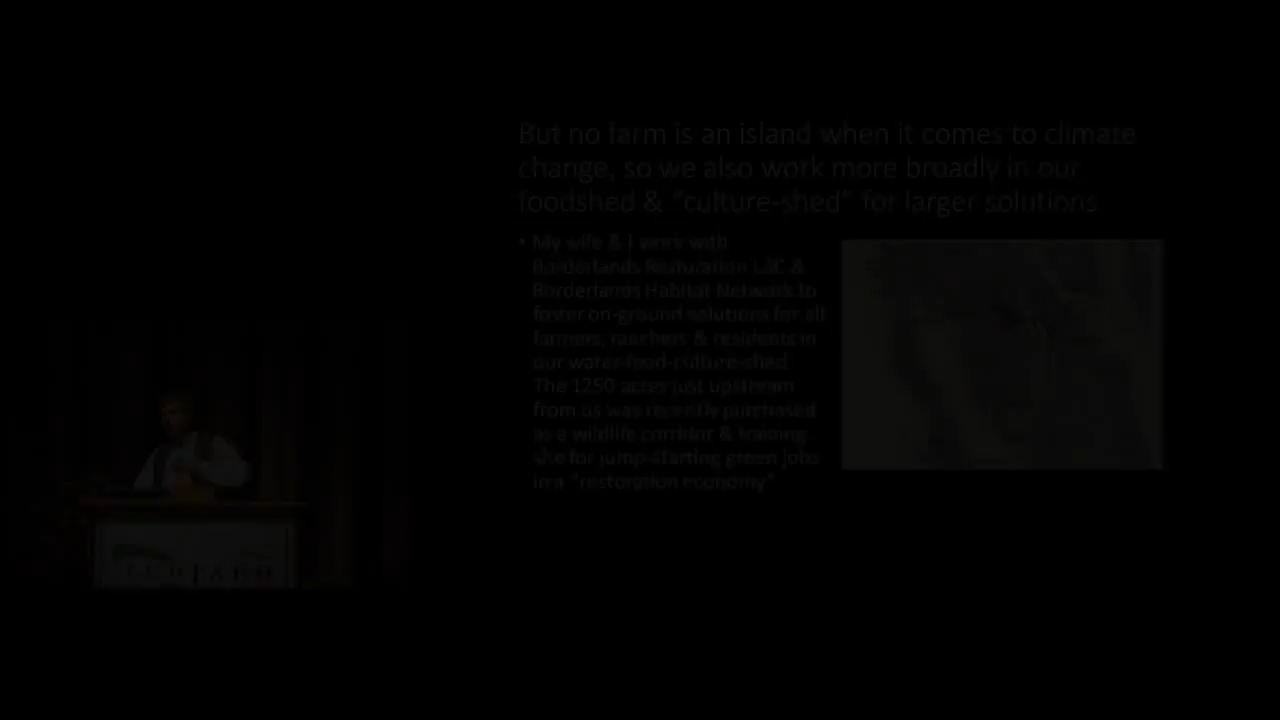 But no farm is an island when it comes to climate
change, so we also work more broadly in our
foodshed & "culture-shed" for larger solutions
• My wife & I work with
Borderlands Restoration L3C &
Borderlands Habitat Network to
foster on-ground solutions for all
farmers, ranchers & residents in
our water-food-culture-shed.
The 1250 acres just upstream
from us was recently purchased
as a wildlife corridor & training
site for jump-starting green jobs
in a "restoration economy"